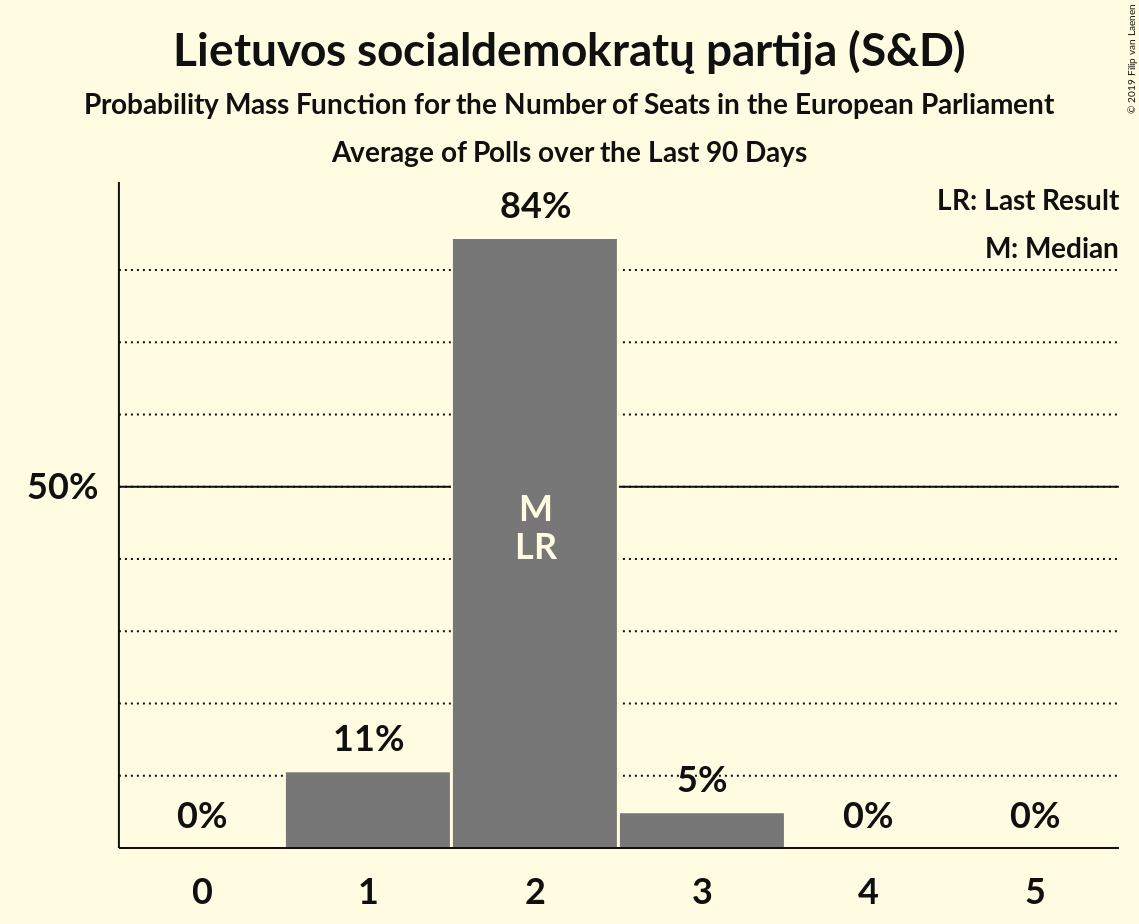 Lietuvos socialdemokratų partija (S&D)
Probability Mass Function for the Number of Seats in the European Parliament
Average of Polls over the Last 90 Days
© 2019 Filip van Laenen
LR: Last Result
M: Median
84%
50%
M
LR
11%
5%
0%
0%
0%
0
1
2
3
4
5